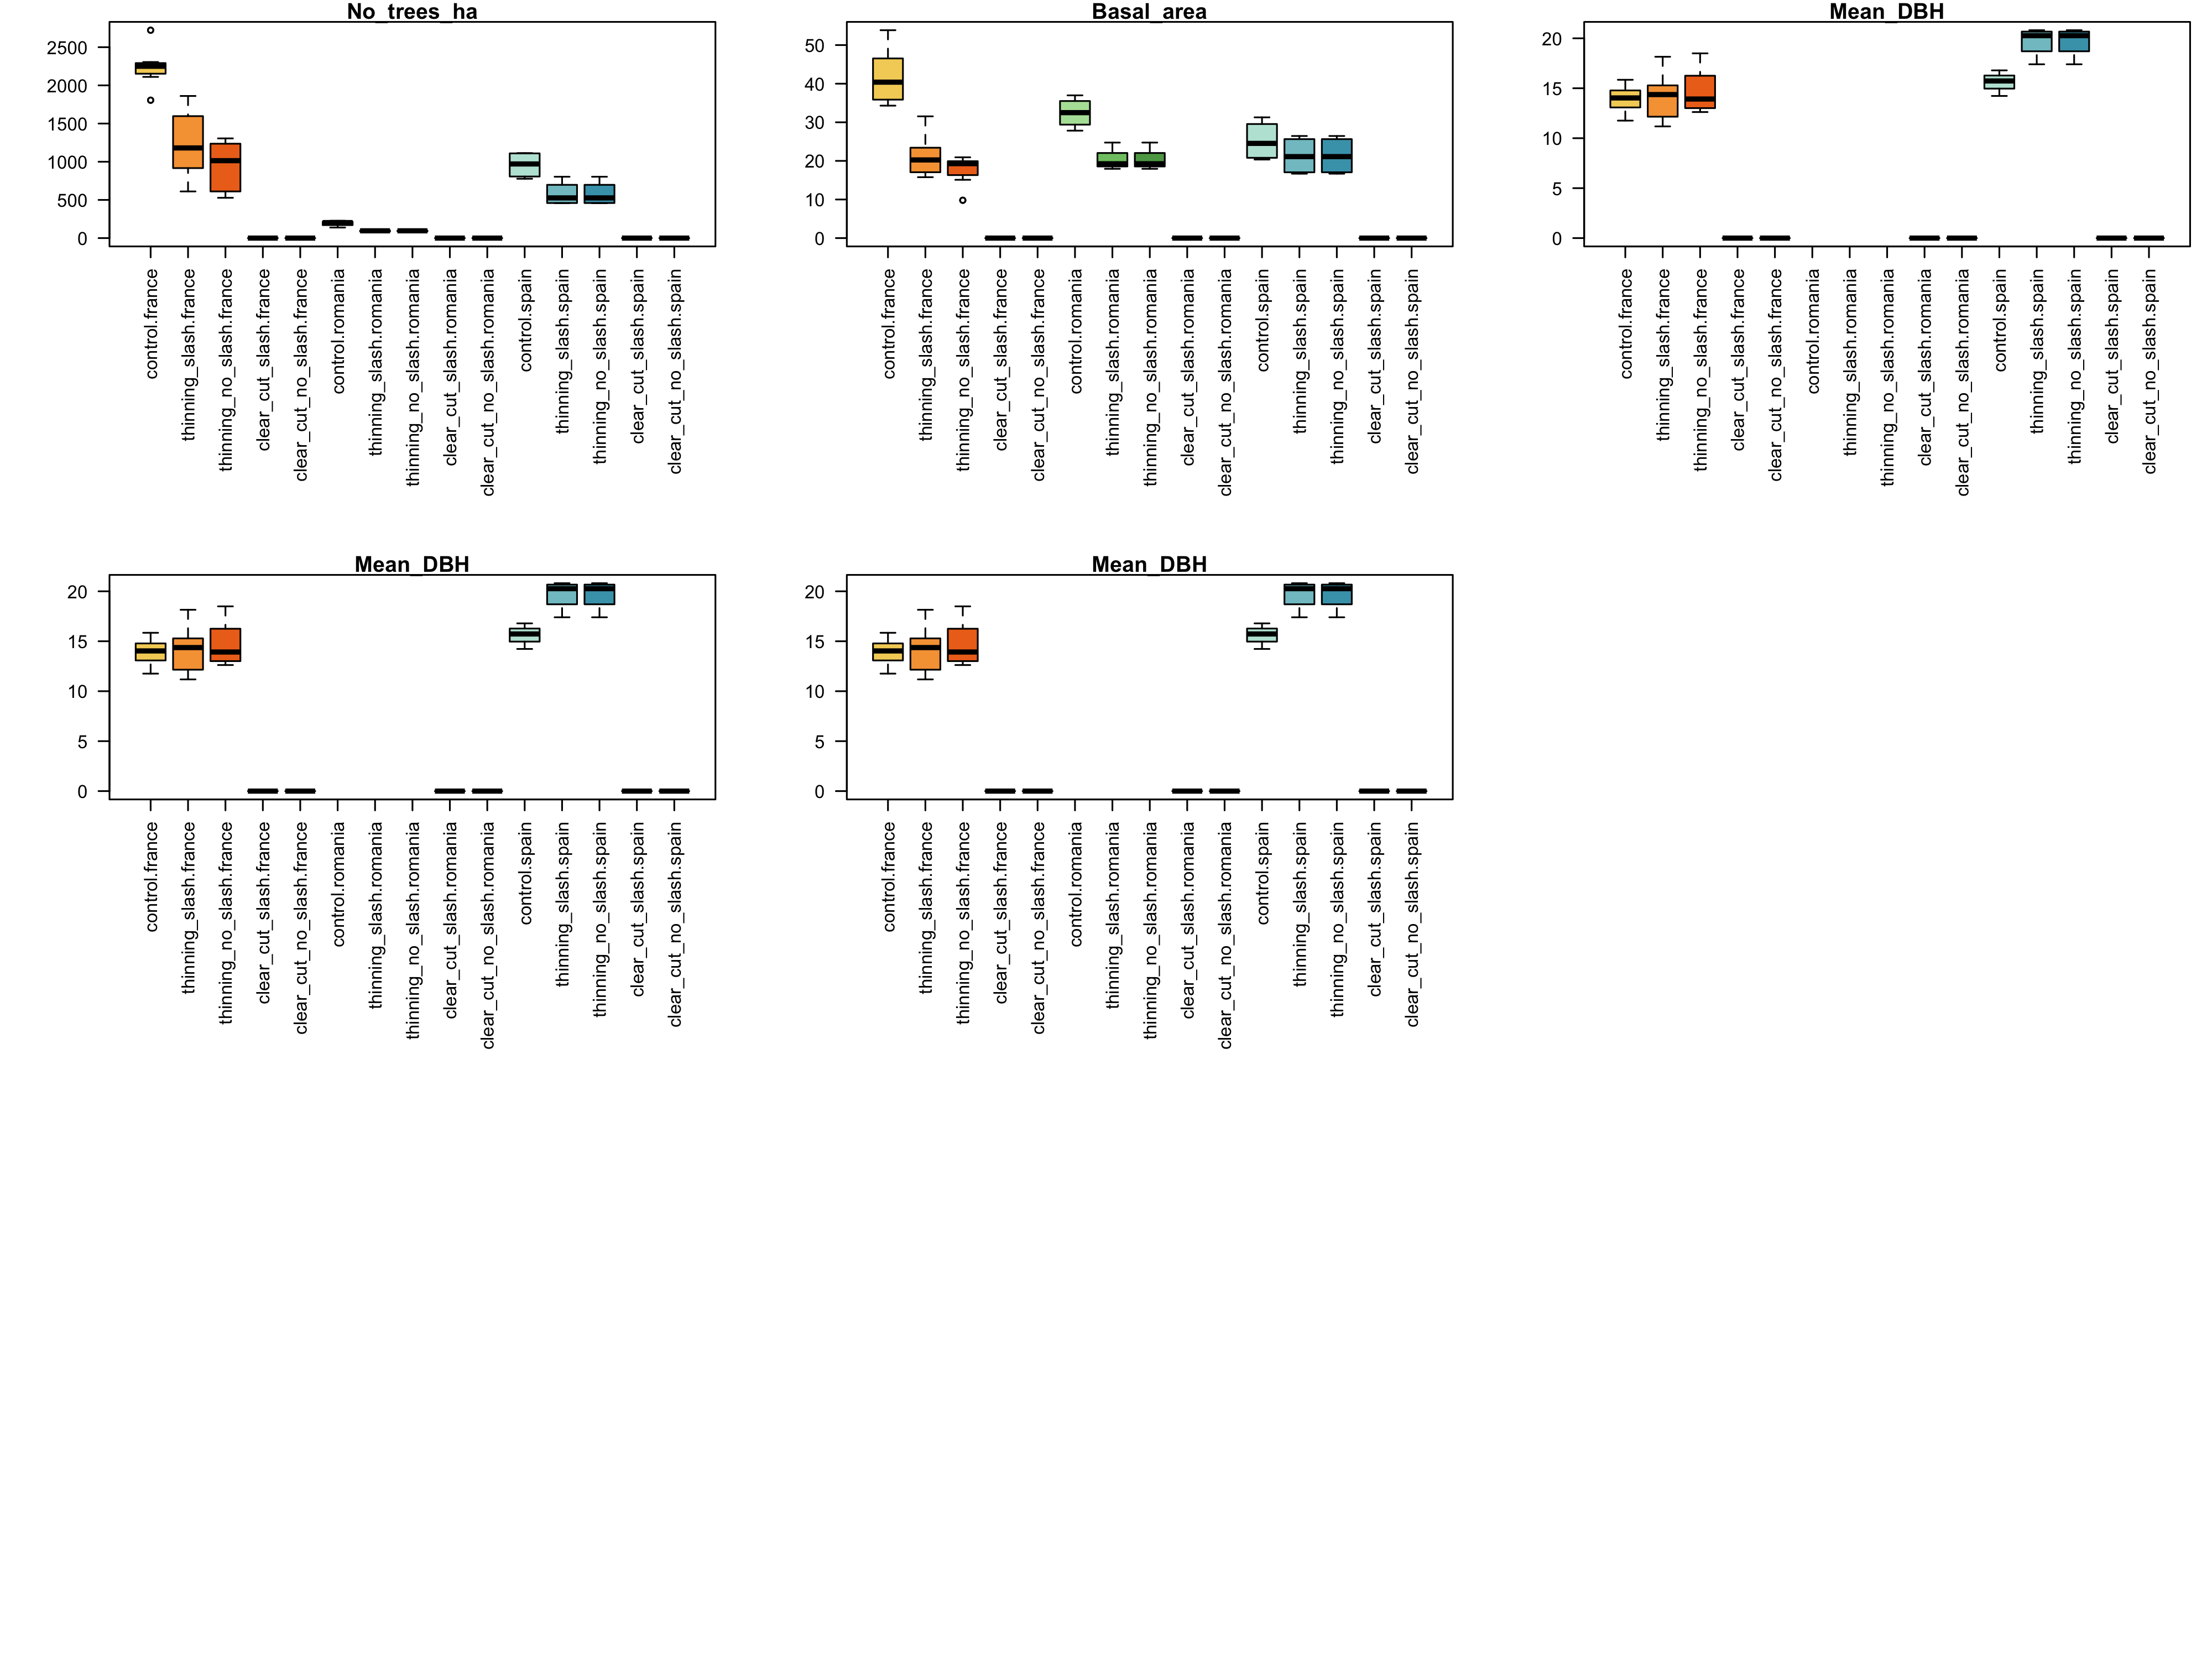 No_trees_ha
2500
2000
1500
1000
500
0
control.france
thinning_slash.france
thinning_no_slash.france
clear_cut_slash.france
clear_cut_no_slash.france
control.romania
thinning_slash.romania
thinning_no_slash.romania
clear_cut_slash.romania
clear_cut_no_slash.romania
control.spain
thinning_slash.spain
thinning_no_slash.spain
clear_cut_slash.spain
clear_cut_no_slash.spain
Basal_area
50
40
30
20
10
0
control.france
thinning_slash.france
thinning_no_slash.france
clear_cut_slash.france
clear_cut_no_slash.france
control.romania
thinning_slash.romania
thinning_no_slash.romania
clear_cut_slash.romania
clear_cut_no_slash.romania
control.spain
thinning_slash.spain
thinning_no_slash.spain
clear_cut_slash.spain
clear_cut_no_slash.spain
Mean_DBH
20
15
10
5
0
control.france
thinning_slash.france
thinning_no_slash.france
clear_cut_slash.france
clear_cut_no_slash.france
control.romania
thinning_slash.romania
thinning_no_slash.romania
clear_cut_slash.romania
clear_cut_no_slash.romania
control.spain
thinning_slash.spain
thinning_no_slash.spain
clear_cut_slash.spain
clear_cut_no_slash.spain
Mean_DBH
20
15
10
5
0
control.france
thinning_slash.france
thinning_no_slash.france
clear_cut_slash.france
clear_cut_no_slash.france
control.romania
thinning_slash.romania
thinning_no_slash.romania
clear_cut_slash.romania
clear_cut_no_slash.romania
control.spain
thinning_slash.spain
thinning_no_slash.spain
clear_cut_slash.spain
clear_cut_no_slash.spain
Mean_DBH
20
15
10
5
0
control.france
thinning_slash.france
thinning_no_slash.france
clear_cut_slash.france
clear_cut_no_slash.france
control.romania
thinning_slash.romania
thinning_no_slash.romania
clear_cut_slash.romania
clear_cut_no_slash.romania
control.spain
thinning_slash.spain
thinning_no_slash.spain
clear_cut_slash.spain
clear_cut_no_slash.spain